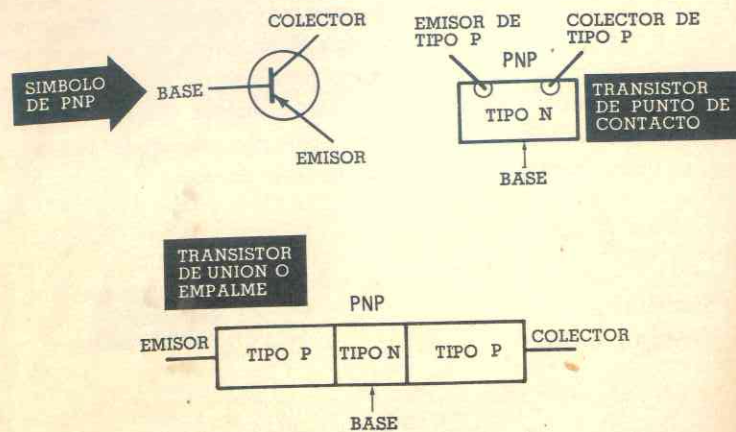 SIMBOLO
DE PNP
COLECTOR
BASE
EMISOR
EMISOR DE
TIPO P
COLECTOR DE
TIPO P
PNP
TIPO N
BASE
TRANSISTOR
DE PUNTO DE
CONTACTO
TRANSISTOR
DE UNION O
EMPALME
PNP
EMISOR
TIPO P
TIPO N
TIPO P
COLECTOR
BASE